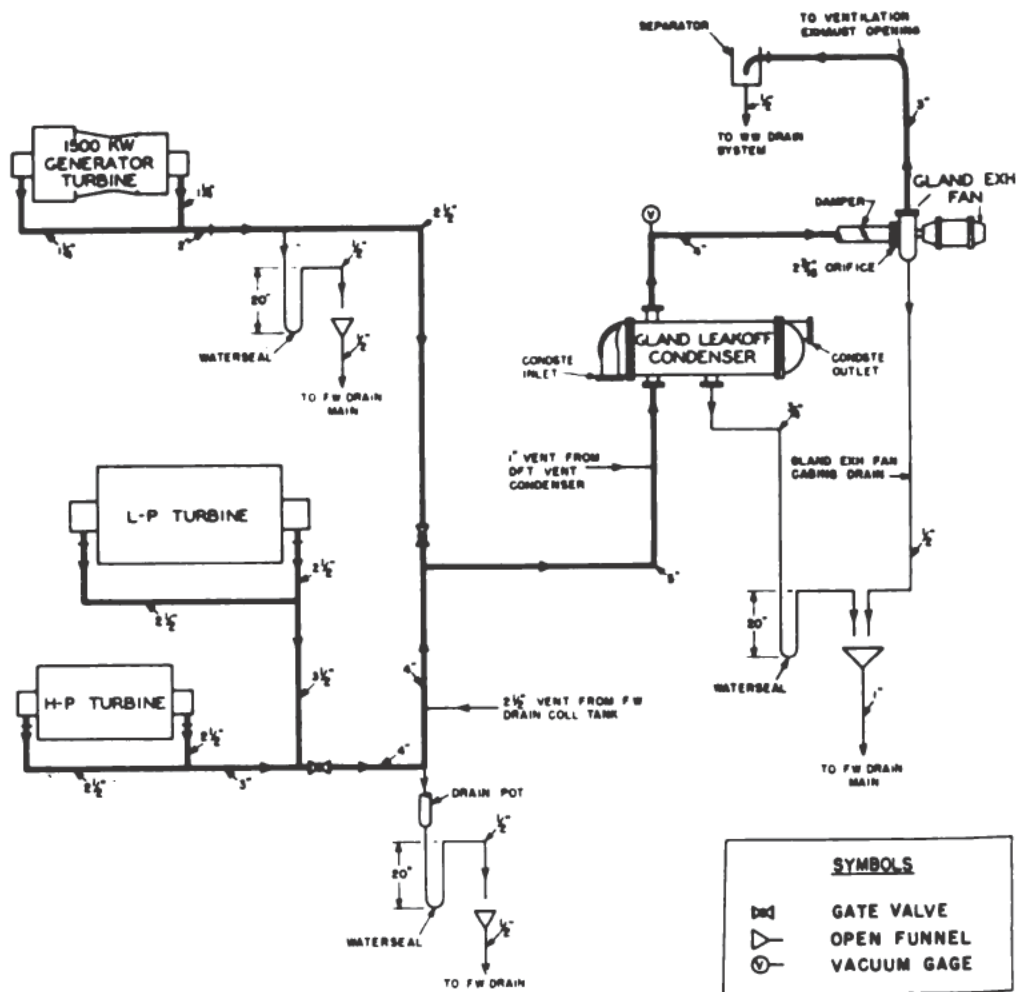 SEPARATOR
TO VENTILATION
EXHAUST OPENING
1/2"
3"
TO WW DRAIN
SYSTEM
1500 KW
GENERATOR
TURBINE
1 1/4"
1 1/4"
2"
2 1/2"
GLAND EXH
FAN
DAMPER
V
4"
2 3/16" ORIFICE
20"
1/2"
WATERSEAL
1/2"
TO FW DRAIN
MAIN
GLAND LEAKOFF
CONDENSER
CONDSTE
INLET
CONDSTE
OUTLET
3/4"
1" VENT FROM
DFT VENT
CONDENSER
GLAND EXH FAN
CASING DRAIN
L-P TURBINE
2 1/2"
2 1/2"
5"
1/2"
20"
WATERSEAL
1"
TO FW DRAIN
MAIN
H-P TURBINE
3 1/2"
4"
2 1/2" VENT FROM FW
DRAIN COLL TANK
2 1/2"
2 1/2"
3"
4"
DRAIN POT
1/2"
20"
WATERSEAL
1/2"
TO FW DRAIN
SYMBOLS
GATE VALVE
OPEN FUNNEL
V
VACUUM GAGE